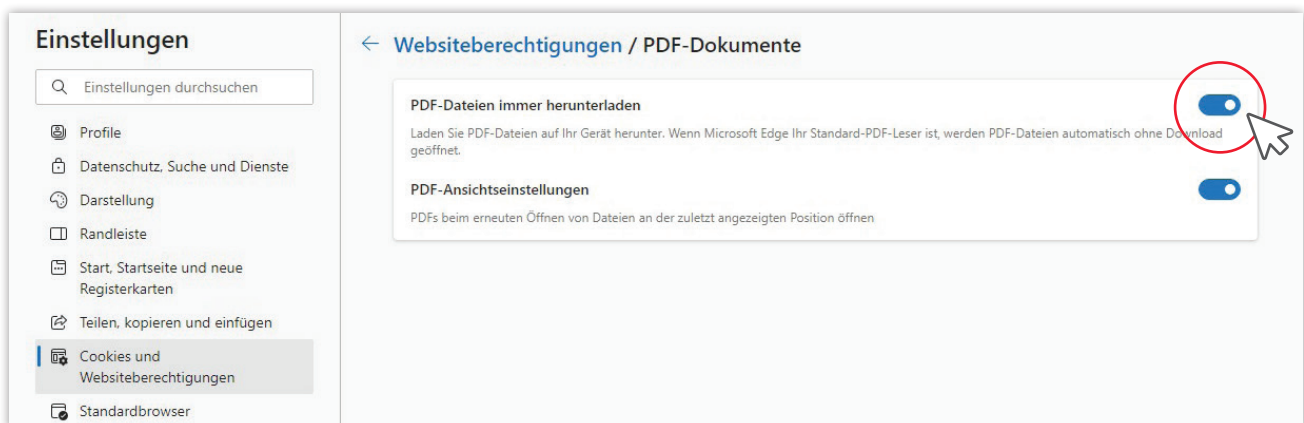 Einstellungen
Einstellungen durchsuchen
Profile
Datenschutz, Suche und Dienste
Darstellung
Randleiste
Start, Startseite und neue
Registerkarten
Teilen, kopieren und einfügen
Cookies und
Websiteberechtigungen
Standardbrowser
Websiteberechtigungen / PDF-Dokumente
PDF-Dateien immer herunterladen
Laden Sie PDF-Dateien auf Ihr Gerät herunter. Wenn Microsoft Edge Ihr Standard-PDF-Leser ist, werden PDF-Dateien automatisch ohne Download
geöffnet.
PDF-Ansichtseinstellungen
PDFs beim erneuten Öffnen von Dateien an der zuletzt angezeigten Position öffnen